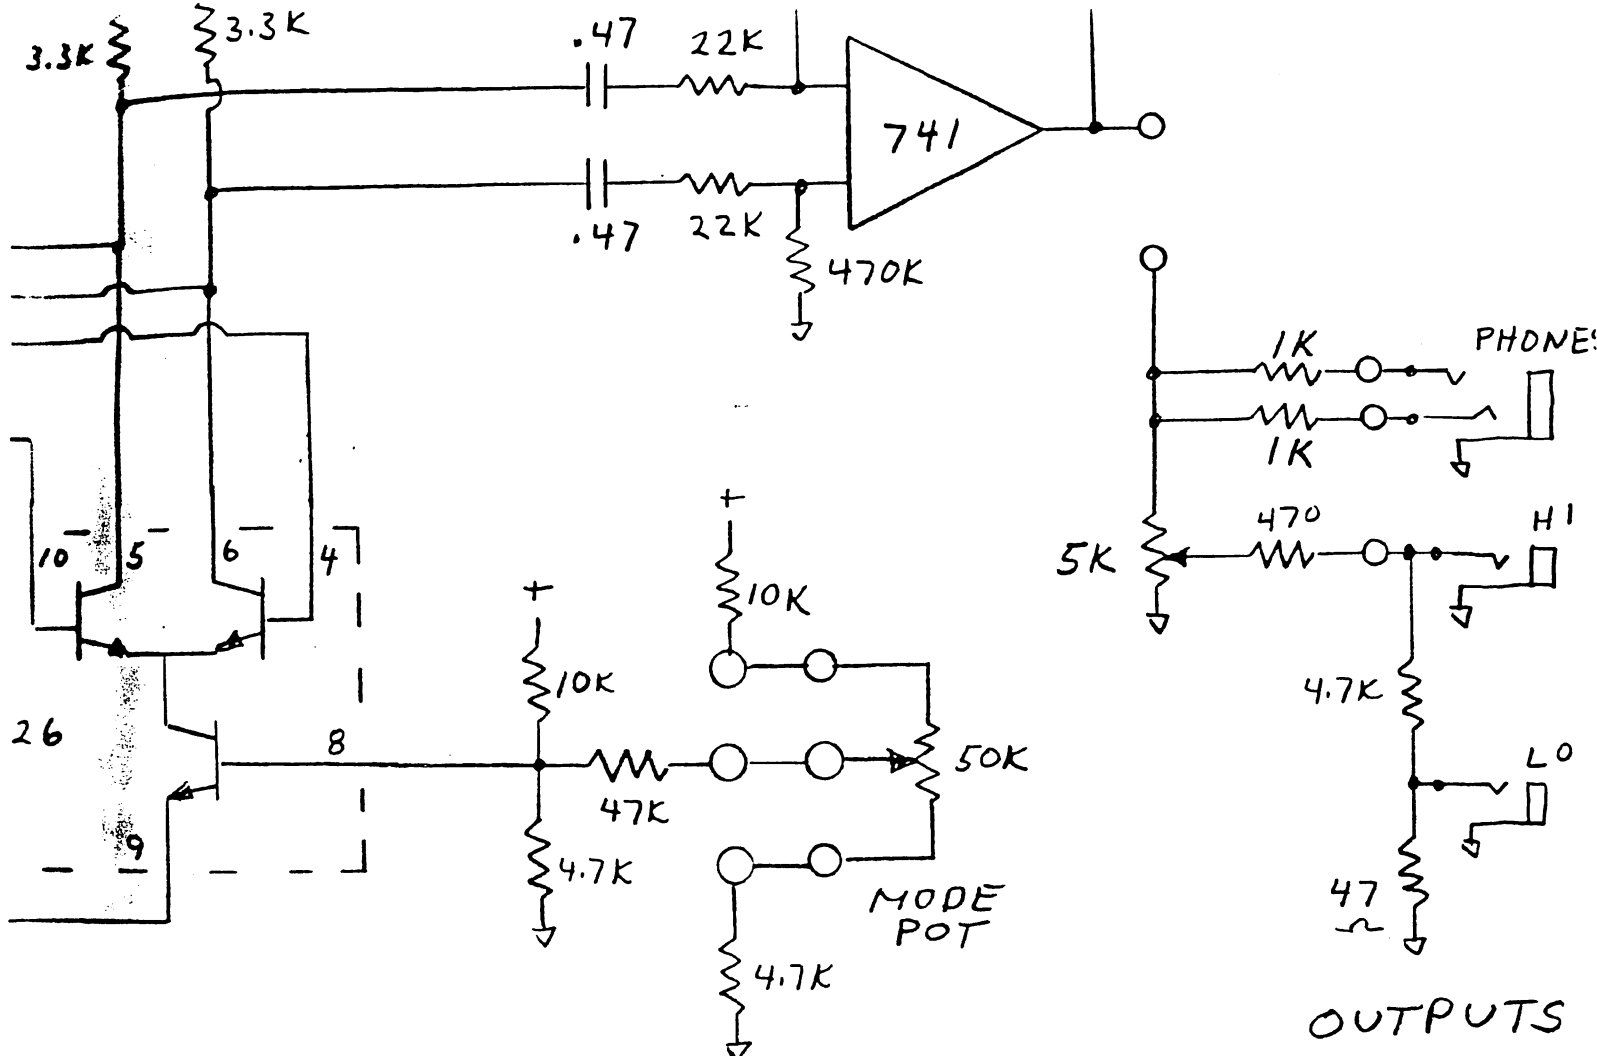 3.3K
3.3K
.47
22K
741
.47
22K
470K
1K
PHONES
1K
470
HI
5K
10
5
6
4
+
10K
+
10K
4.7K
26
8
50K
47K
LO
9
4.7K
MODE
POT
47
Ω
4.7K
OUTPUTS